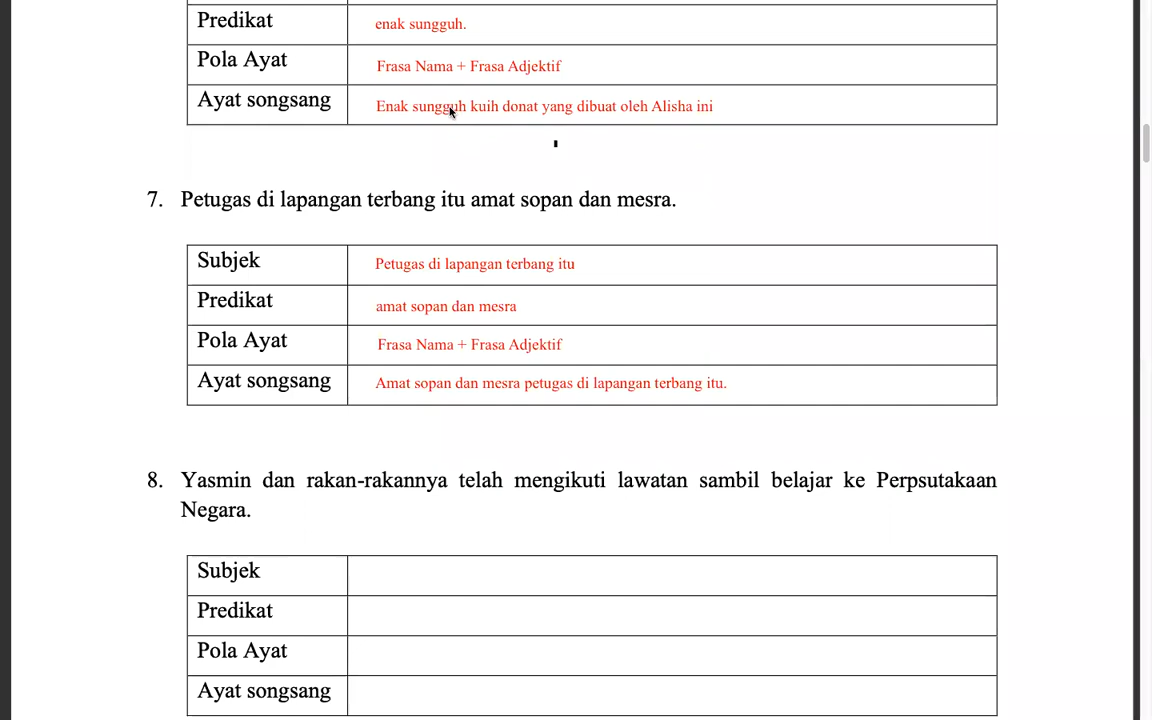 Predikat enak sungguh.
Pola Ayat Frasa Nama + Frasa Adjektif
Ayat songsang Enak sungguh kuih donat yang dibuat oleh Alisha ini
7. Petugas di lapangan terbang itu amat sopan dan mesra.
Subjek Petugas di lapangan terbang itu
Predikat amat sopan dan mesra
Pola Ayat Frasa Nama + Frasa Adjektif
Ayat songsang Amat sopan dan mesra petugas di lapangan terbang itu.
8. Yasmin dan rakan-rakannya telah mengikuti lawatan sambil belajar ke Perpsutakaan
Negara.
Subjek
Predikat
Pola Ayat
Ayat songsang